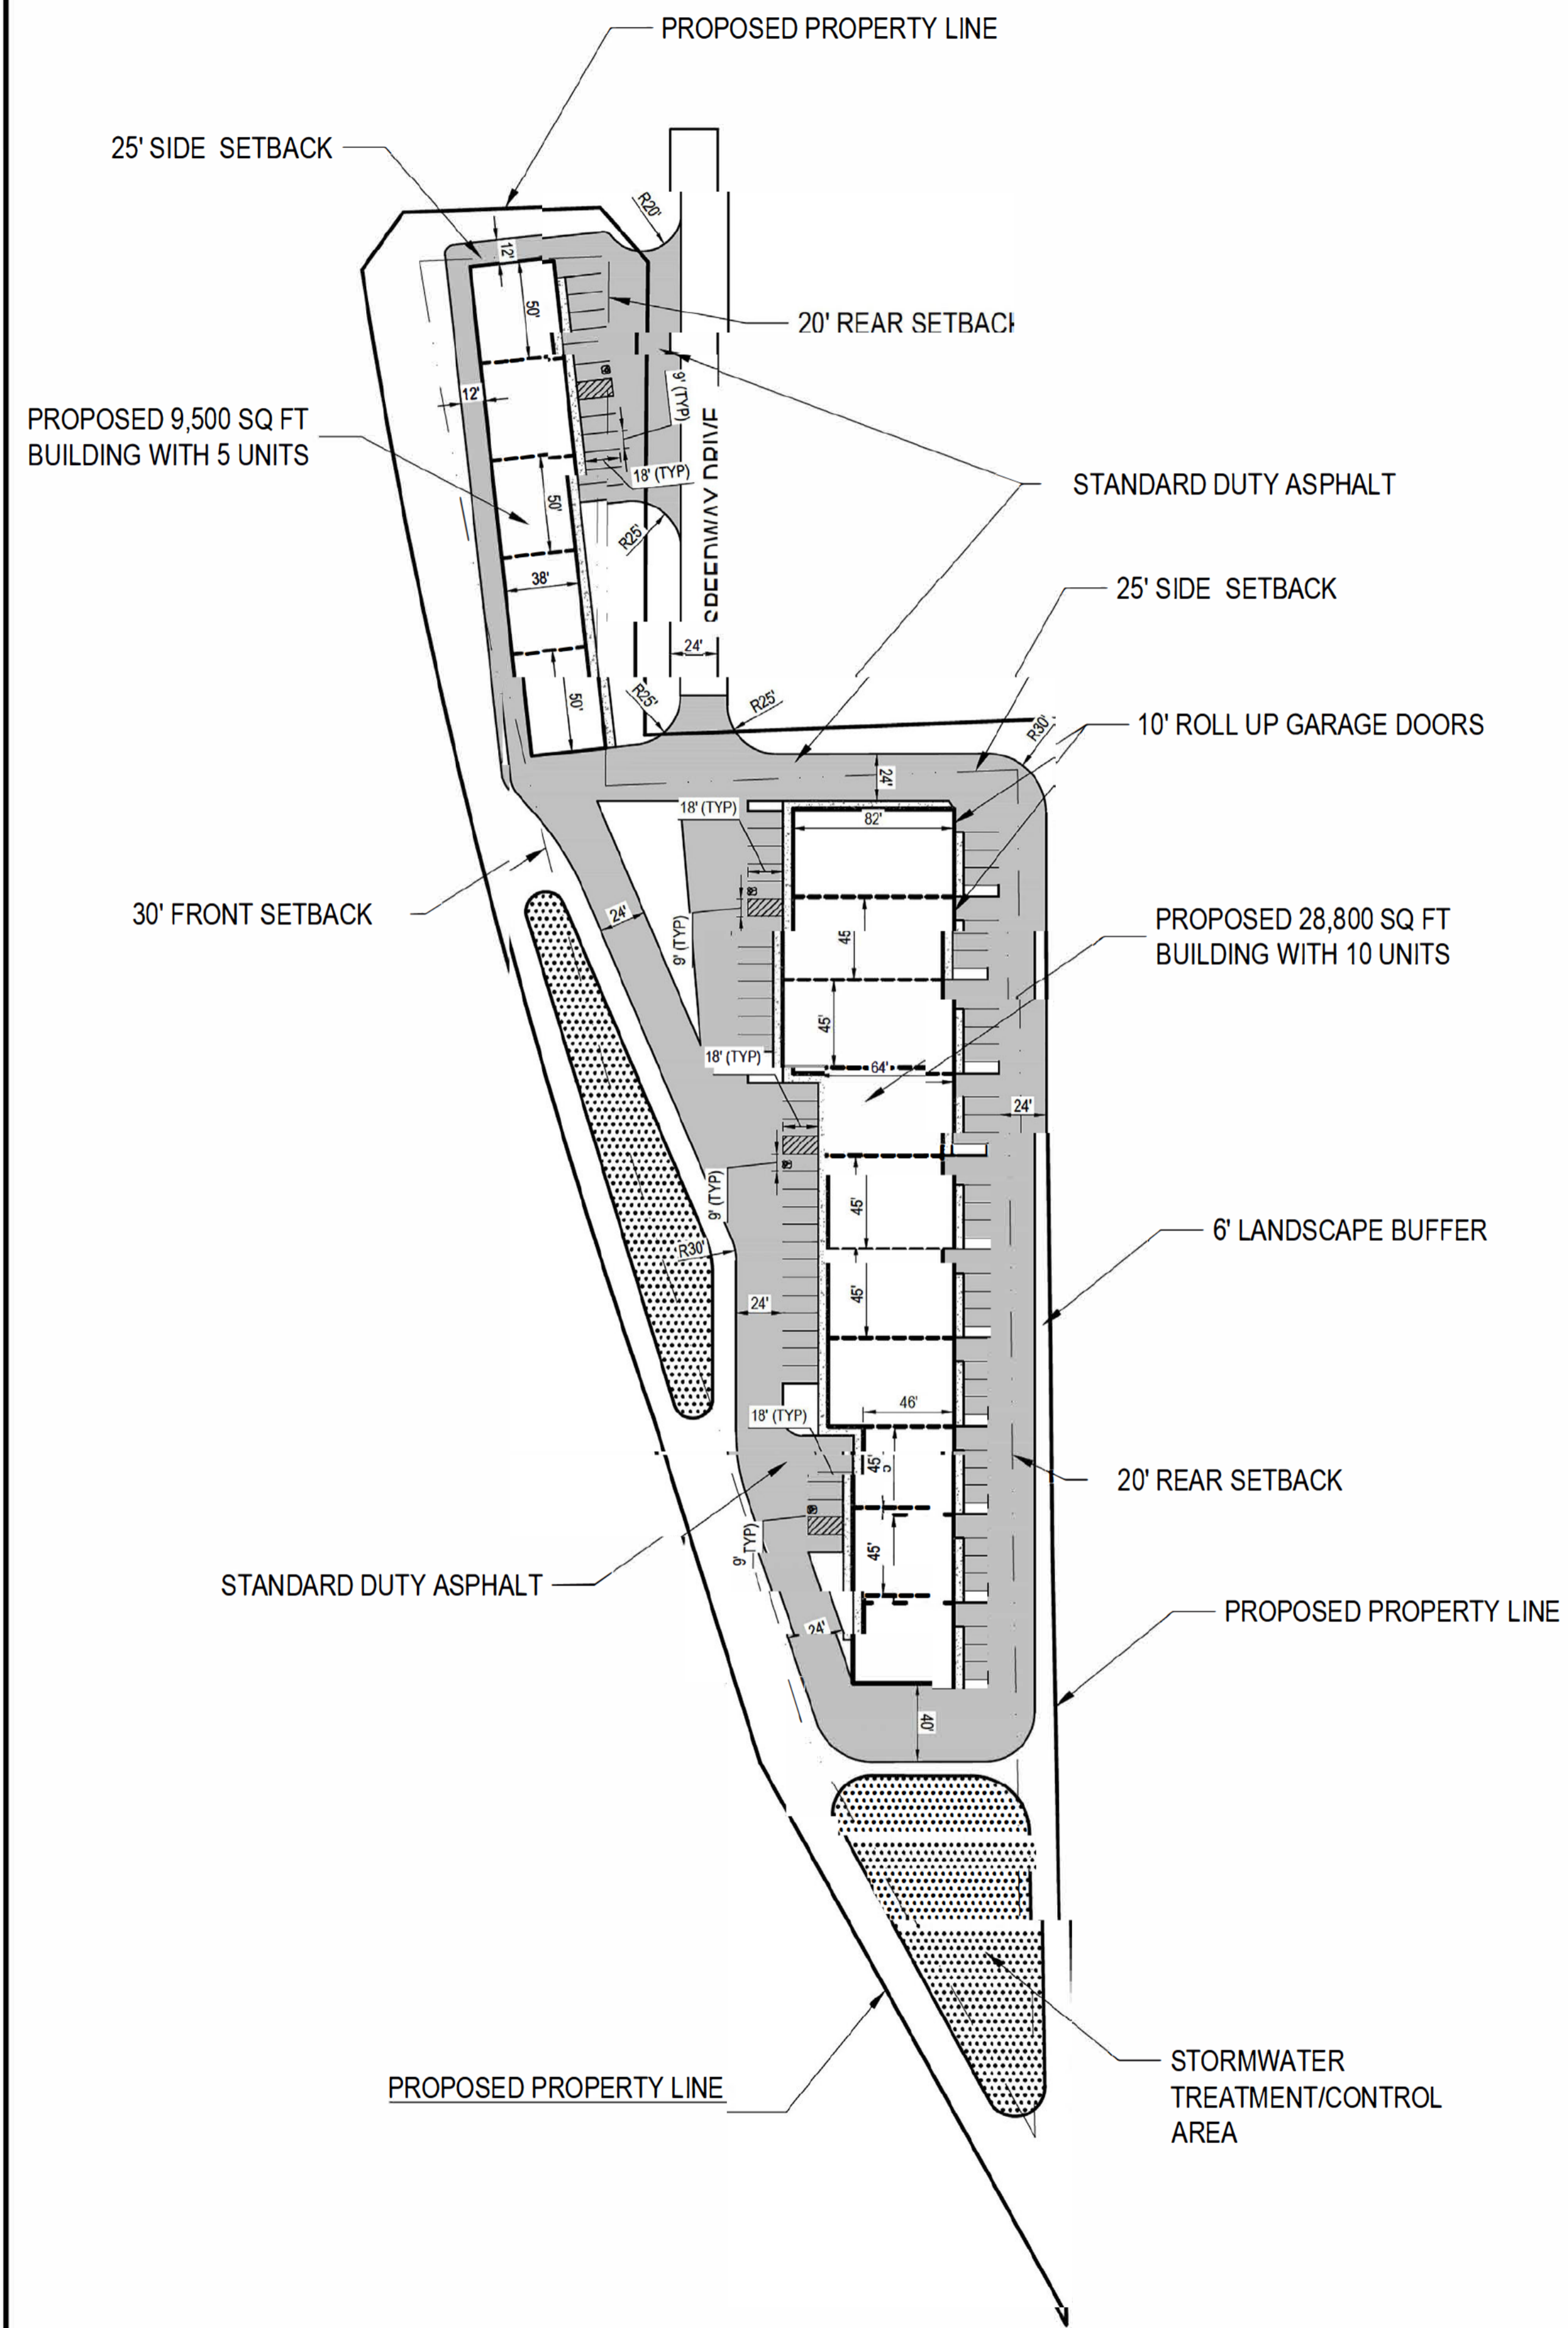 PROPOSED PROPERTY LINE
25' SIDE SETBACK
R20'
12'
50'
20' REAR SETBACK
12'
9' (TYP)
PROPOSED 9,500 SQ FT
BUILDING WITH 5 UNITS
18' (TYP)
SPEEDWAY DRIVE
STANDARD DUTY ASPHALT
50'
R25'
38'
25' SIDE SETBACK
24'
50'
R25'
R25'
R30'
10' ROLL UP GARAGE DOORS
24'
18' (TYP)
82'
30' FRONT SETBACK
24'
9' (TYP)
45
PROPOSED 28,800 SQ FT
BUILDING WITH 10 UNITS
45'
18' (TYP)
64'
24'
9' (TYP)
45'
6' LANDSCAPE BUFFER
R30'
24'
45'
46'
18' (TYP)
45'
20' REAR SETBACK
9'
TYP)
45'
STANDARD DUTY ASPHALT
PROPOSED PROPERTY LINE
24'
40'
STORMWATER
TREATMENT/CONTROL
AREA
PROPOSED PROPERTY LINE